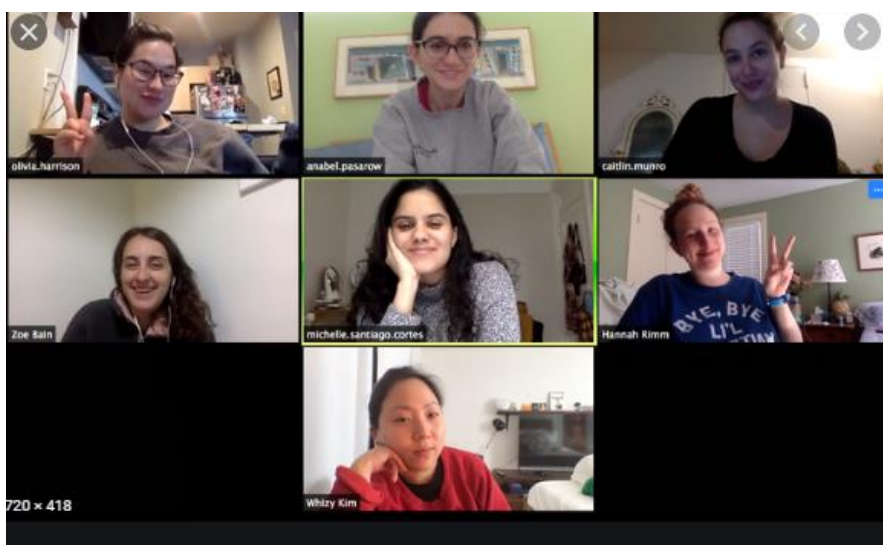 olivia.harrison
anabel.pasarow
caitlin.munro
Zoe Bain
michelle.santiago.cortes
Hannah Rimm
BYE, BYE
LI'L
Whizy Kim
720 × 418